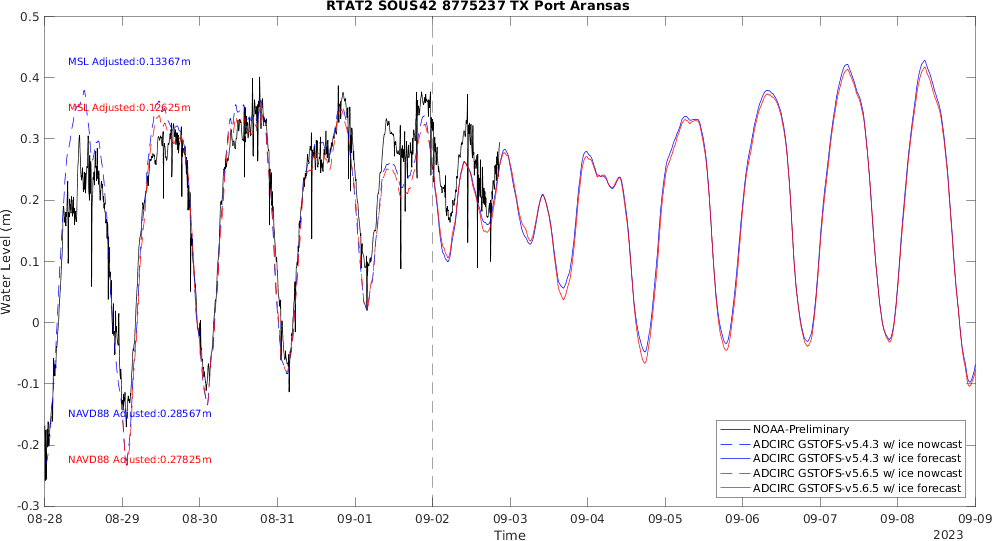 RTAT2 SOUS42 8775237 TX Port Aransas
0.5
0.4
0.3
0.2
0.1
0
-0.1
-0.2
-0.3
Water Level (m)
MSL Adjusted:0.13367m
MSL Adjusted:0.12625m
NAVD88 Adjusted:0.28567m
NAVD88 Adjusted:0.27825m
NOAA-Preliminary
ADCIRC GSTOFS-v5.4.3 w/ ice nowcast
ADCIRC GSTOFS-v5.4.3 w/ ice forecast
ADCIRC GSTOFS-v5.6.5 w/ ice nowcast
ADCIRC GSTOFS-v5.6.5 w/ ice forecast
08-28 08-29 08-30 08-31 09-01 09-02 09-03 09-04 09-05 09-06 09-07 09-08 09-09
Time
2023